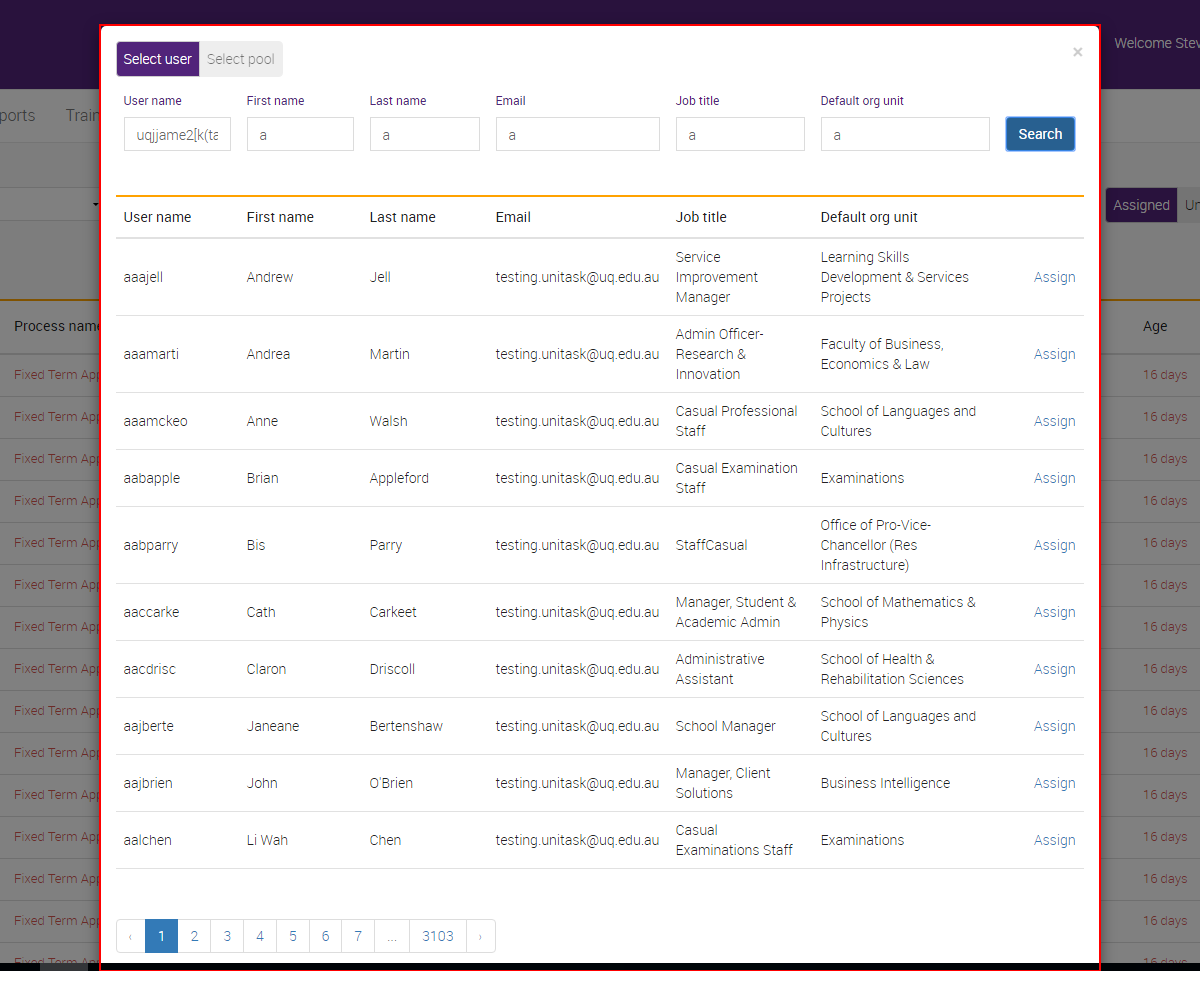 Welcome Stev
ports Train
Select user Select pool ×
User name First name Last name Email Job title Default org unit
uqjjame2[k(ta a a a a a Search
Assigned Un
User name First name Last name Email Job title Default org unit
aaajell Andrew Jell testing.unitask@uq.edu.au Service Improvement Manager Learning Skills Development & Services Projects Assign
Process name Age
aaamarti Andrea Martin testing.unitask@uq.edu.au Admin Officer-Research & Innovation Faculty of Business, Economics & Law Assign
Fixed Term App 16 days
aaamckeo Anne Walsh testing.unitask@uq.edu.au Casual Professional Staff School of Languages and Cultures Assign
Fixed Term App 16 days
Fixed Term App 16 days
aabapple Brian Appleford testing.unitask@uq.edu.au Casual Examination Staff Examinations Assign
Fixed Term App 16 days
aabparry Bis Parry testing.unitask@uq.edu.au StaffCasual Office of Pro-Vice-Chancellor (Res Infrastructure) Assign
Fixed Term App 16 days
Fixed Term App 16 days
aaccarke Cath Carkeet testing.unitask@uq.edu.au Manager, Student & Academic Admin School of Mathematics & Physics Assign
Fixed Term App 16 days
aacdrisc Claron Driscoll testing.unitask@uq.edu.au Administrative Assistant School of Health & Rehabilitation Sciences Assign
Fixed Term App 16 days
Fixed Term App 16 days
aajberte Janeane Bertenshaw testing.unitask@uq.edu.au School Manager School of Languages and Cultures Assign
Fixed Term App 16 days
aajbrien John O'Brien testing.unitask@uq.edu.au Manager, Client Solutions Business Intelligence Assign
Fixed Term App 16 days
Fixed Term App 16 days
aalchen Li Wah Chen testing.unitask@uq.edu.au Casual Examinations Staff Examinations Assign
Fixed Term App 16 days
Fixed Term App 16 days
‹ 1 2 3 4 5 6 7 ... 3103 ›
Fixed Term App 16 days